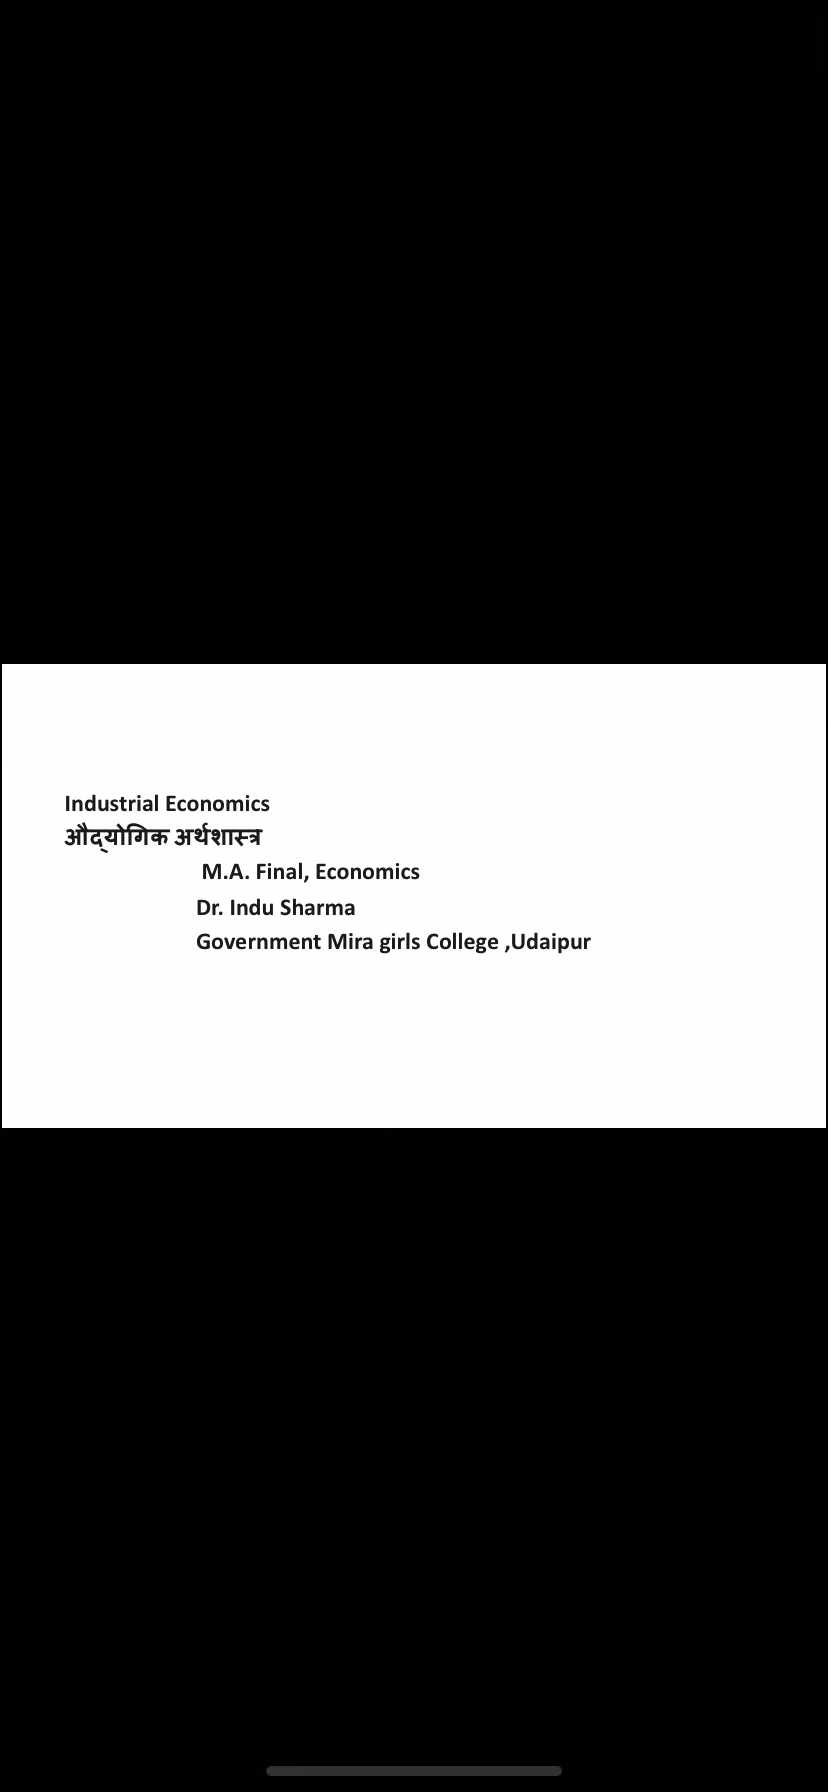 Industrial Economics
औद्योगिक अर्थशास्त्र
M.A. Final, Economics
Dr. Indu Sharma
Government Mira girls College ,Udaipur